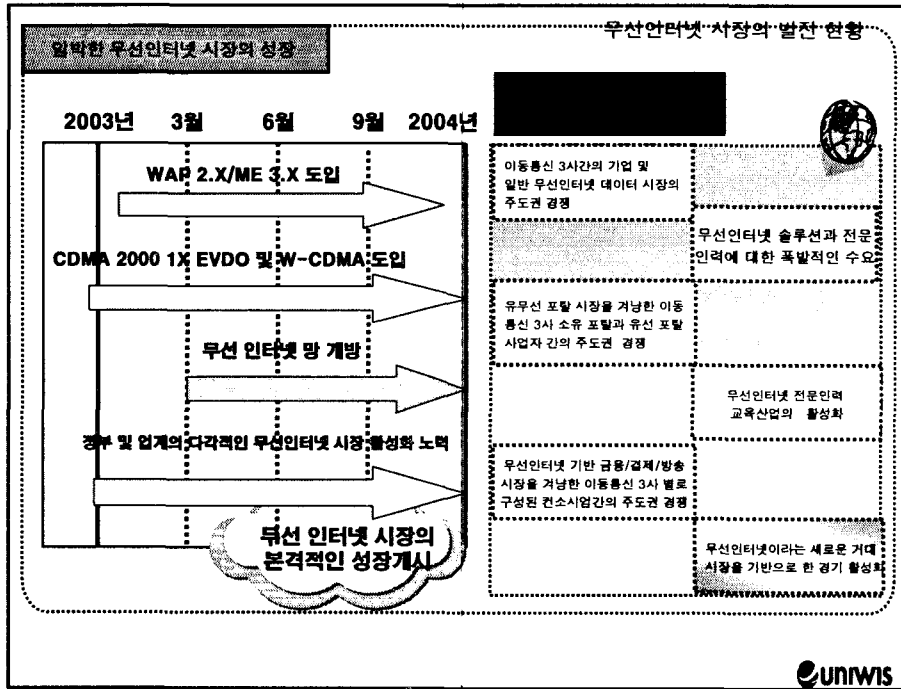 무선인터넷 시장의 발전 현황
임박한 무선인터넷 시장의 성장
2003년 3월 6월 9월 2004년
WAP 2.X/ME 3.X 도입
CDMA 2000 1X EVDO 및 W-CDMA 도입
무선 인터넷 망 개방
정부 및 업계의 다각적인 무선인터넷 시장 활성화 노력
무선 인터넷 시장의
본격적인 성장개시
이동통신 3사간의 기업 및
일반 무선인터넷 데이터 시장의
주도권 경쟁
무선인터넷 솔루션과 전문
인력에 대한 폭발적인 수요
유무선 포탈 시장을 겨냥한 이동
통신 3사 소유 포탈과 유선 포탈
사업자 간의 주도권 경쟁
무선인터넷 전문인력
교육산업의 활성화
무선인터넷 기반 금융/결제/방송
시장을 겨냥한 이동통신 3사 별로
구성된 컨소시엄간의 주도권 경쟁
무선인터넷이라는 새로운 거대
시장을 기반으로 한 경기 활성화
uniwis